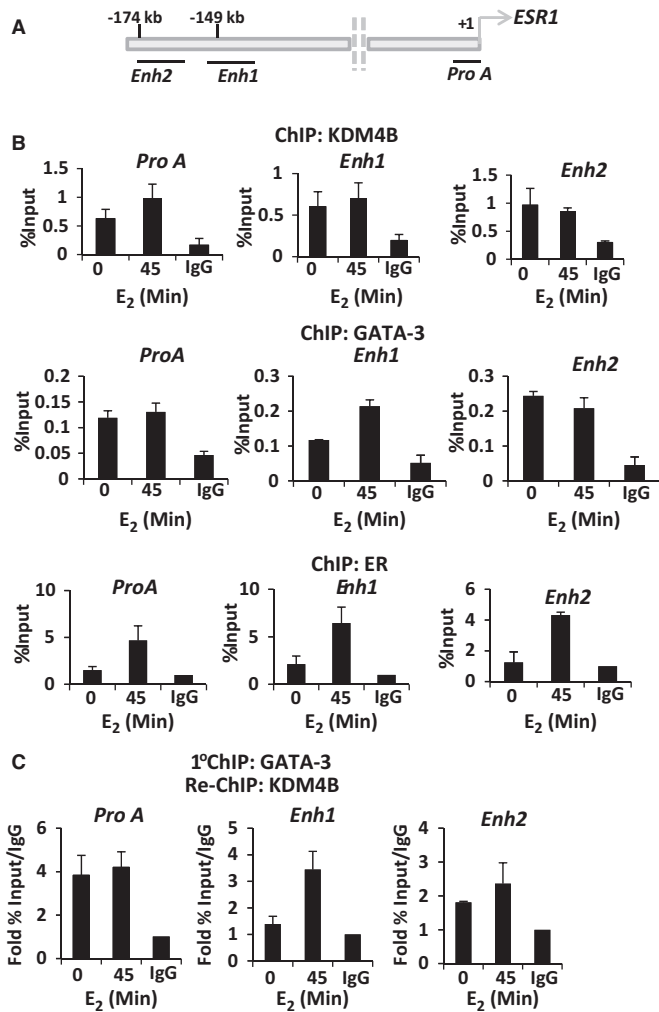 A
-174 kb -149 kb +1 ESR1
Enh2 Enh1 Pro A
B
ChIP: KDM4B
Pro A Enh1 Enh2
%Input
1.5
1
0.5
0
0 45 IgG
E2 (Min)
%Input
1
0.5
0
0 45 IgG
E2 (Min)
%Input
1.5
1
0.5
0
0 45 IgG
E2 (Min)
ChIP: GATA-3
ProA Enh1 Enh2
%Input
0.2
0.15
0.1
0.05
0
0 45 IgG
E2 (Min)
%Input
0.3
0.2
0.1
0
0 45 IgG
E2 (Min)
%Input
0.3
0.2
0.1
0
0 45 IgG
E2 (Min)
ChIP: ER
ProA Enh1 Enh2
%Input
10
5
0
0 45 IgG
E2 (Min)
%Input
10
5
0
0 45 IgG
E2 (Min)
%Input
6
4
2
0
0 45 IgG
E2 (Min)
C
1ºChIP: GATA-3
Re-ChIP: KDM4B
Pro A Enh1 Enh2
Fold % Input/IgG
6
4
2
0
0 45 IgG
E2 (Min)
Fold % Input/IgG
5
4
3
2
1
0
0 45 IgG
E2 (Min)
Fold % Input/IgG
4
3
2
1
0
0 45 IgG
E2 (Min)